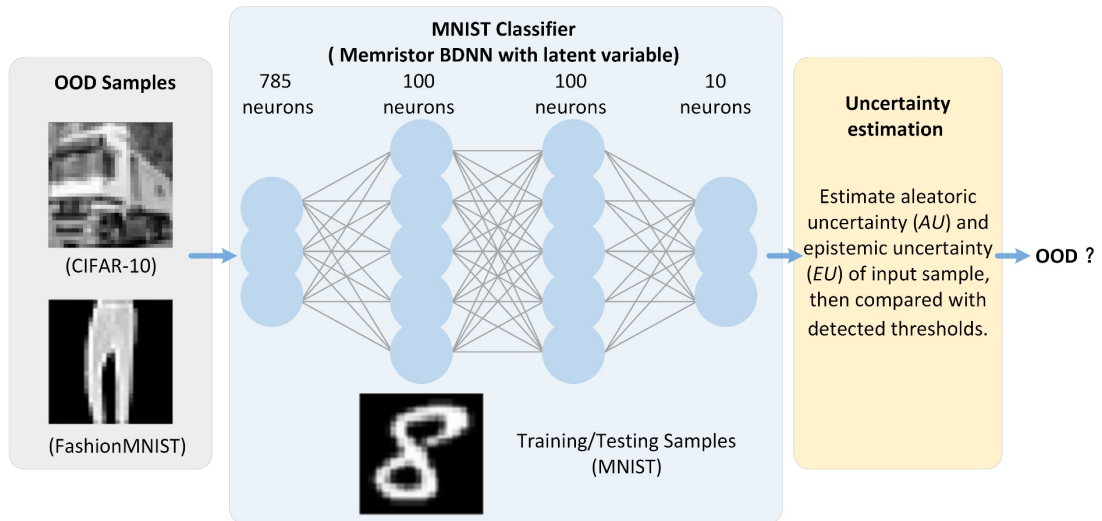 OOD Samples
(CIFAR-10)
(FashionMNIST)
MNIST Classifier
( Memristor BDNN with latent variable)
785
neurons
100
neurons
100
neurons
10
neurons
Training/Testing Samples
(MNIST)
Uncertainty
estimation
Estimate aleatoric
uncertainty (AU) and
epistemic uncertainty
(EU) of input sample,
then compared with
detected thresholds.
OOD ?